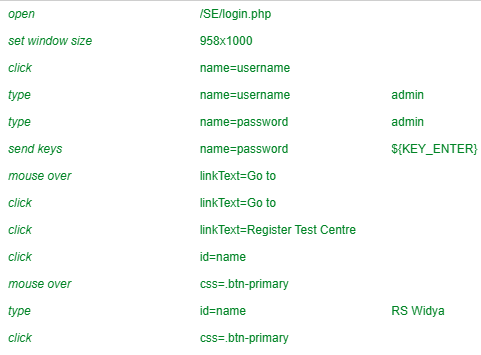 open /SE/login.php
set window size 958x1000
click name=username
type name=username admin
type name=password admin
send keys name=password ${KEY_ENTER}
mouse over linkText=Go to
click linkText=Go to
click linkText=Register Test Centre
click id=name
mouse over css=.btn-primary
type id=name RS Widya
click css=.btn-primary